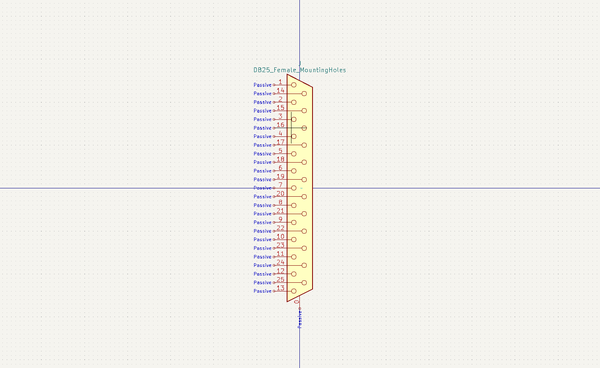 J
DB25_Female_MountingHoles
Passive 1
Passive 14
Passive 2
Passive 15
Passive 3
Passive 16
Passive 4
Passive 17
Passive 5
Passive 18
Passive 6
Passive 19
Passive 7
Passive 20
Passive 8
Passive 21
Passive 9
Passive 22
Passive 10
Passive 23
Passive 11
Passive 24
Passive 12
Passive 25
Passive 13
0
Passive